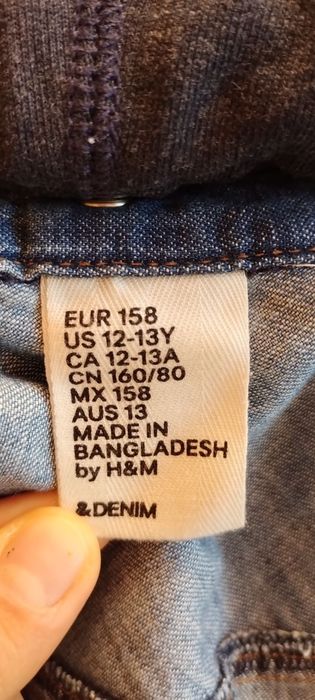 EUR 158
US 12-13Y
CA 12-13A
CN 160/80
MX 158
AUS 13
MADE IN
BANGLADESH
by H&M
&DENIM